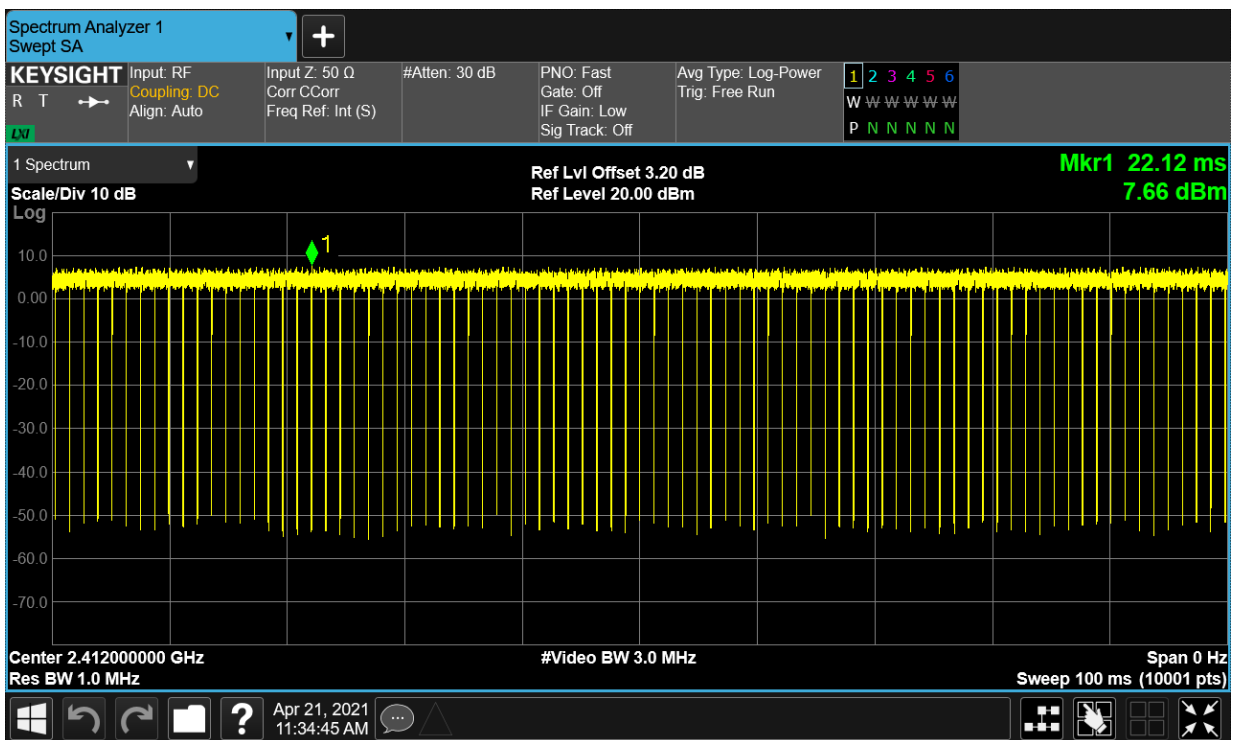 Spectrum Analyzer 1
Swept SA
KEYSIGHT
R T
LXI
Input: RF
Coupling: DC
Align: Auto
Input Z: 50 Ω
Corr CCorr
Freq Ref: Int (S)
#Atten: 30 dB
PNO: Fast
Gate: Off
IF Gain: Low
Sig Track: Off
Avg Type: Log-Power
Trig: Free Run
1 2 3 4 5 6
W W W W W W
P N N N N N
1 Spectrum
Scale/Div 10 dB
Log
Ref Lvl Offset 3.20 dB
Ref Level 20.00 dBm
Mkr1 22.12 ms
7.66 dBm
1
10.0
0.00
-10.0
-20.0
-30.0
-40.0
-50.0
-60.0
-70.0
Center 2.412000000 GHz
Res BW 1.0 MHz
#Video BW 3.0 MHz
Span 0 Hz
Sweep 100 ms (10001 pts)
?
Apr 21, 2021
11:34:45 AM